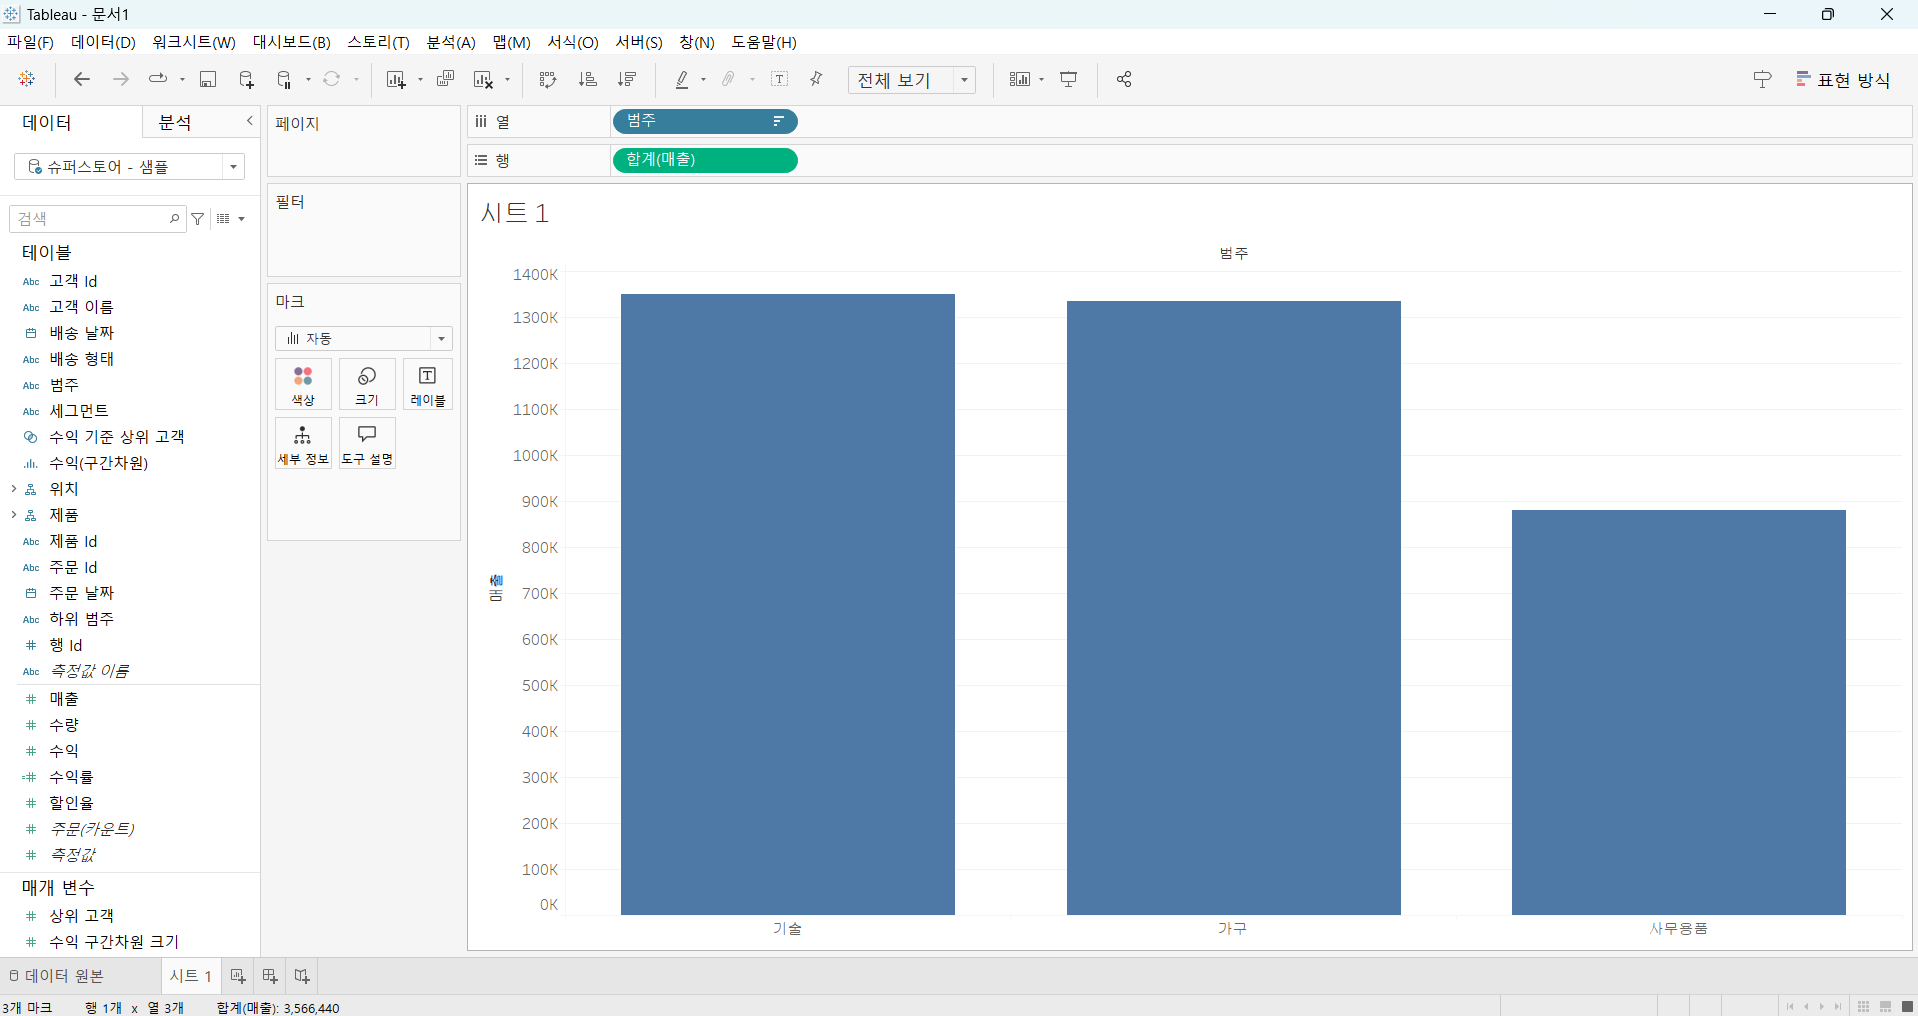 Tableau - 문서1
파일(F) 데이터(D) 워크시트(W) 대시보드(B) 스토리(T) 분석(A) 맵(M) 서식(O) 서버(S) 창(N) 도움말(H)
전체 보기
표현 방식
데이터 분석
슈퍼스토어 - 샘플
검색
테이블
Abc 고객 Id
Abc 고객 이름
배송 날짜
Abc 배송 형태
Abc 범주
Abc 세그먼트
수익 기준 상위 고객
수익(구간차원)
위치
제품
Abc 제품 Id
Abc 주문 Id
주문 날짜
Abc 하위 범주
# 행 Id
Abc 측정값 이름
# 매출
# 수량
# 수익
=# 수익률
# 할인율
# 주문(카운트)
# 측정값
매개 변수
# 상위 고객
# 수익 구간차원 크기
페이지
필터
마크
자동
색상 크기 레이블
세부 정보 도구 설명
열 범주
행 합계(매출)
시트 1
범주
1400K
1300K
1200K
1100K
1000K
900K
800K
700K
600K
500K
400K
300K
200K
100K
0K
매출
기술 가구 사무용품
데이터 원본 시트 1
3개 마크 행 1개 x 열 3개 합계(매출): 3,566,440